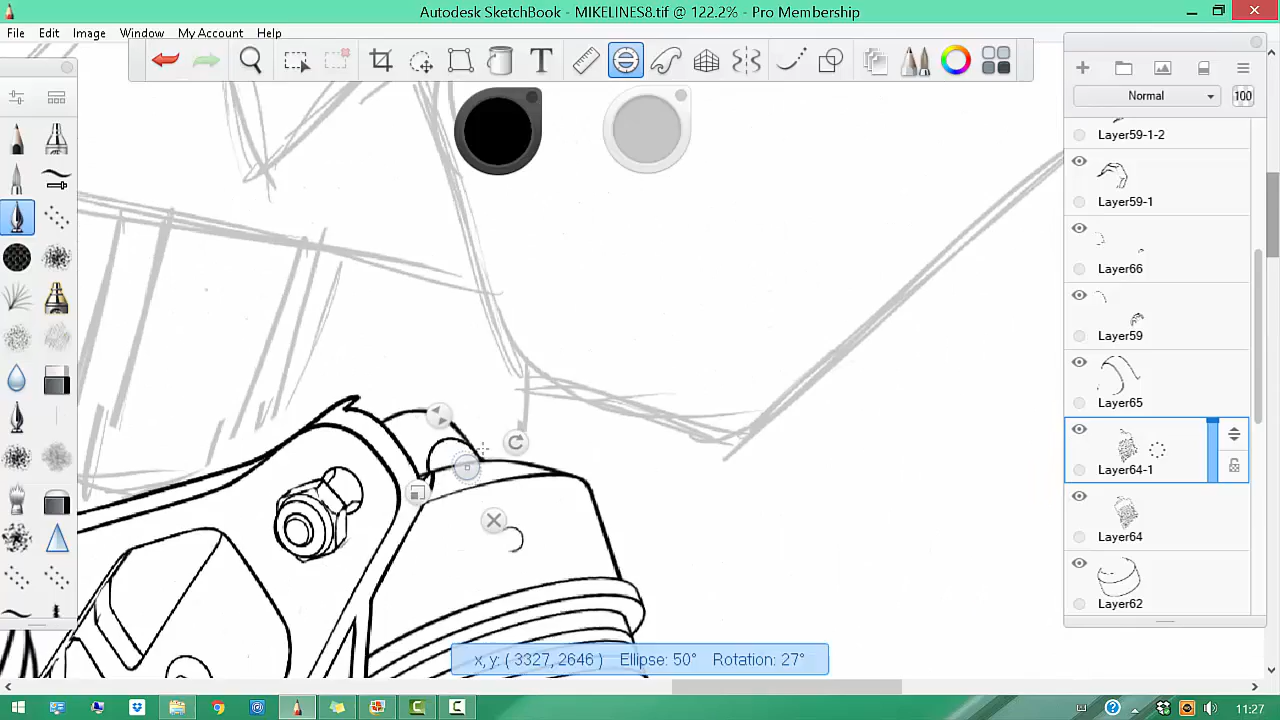 Autodesk SketchBook - MIKELINES8.tif @ 122.2% - Pro Membership
File Edit Image Window My Account Help
T
Normal 100
Layer59-1-2
Layer59-1
Layer66
Layer59
Layer65
Layer64-1
Layer64
Layer62
x, y: ( 3327, 2646 ) Ellipse: 50° Rotation: 27°
11:27